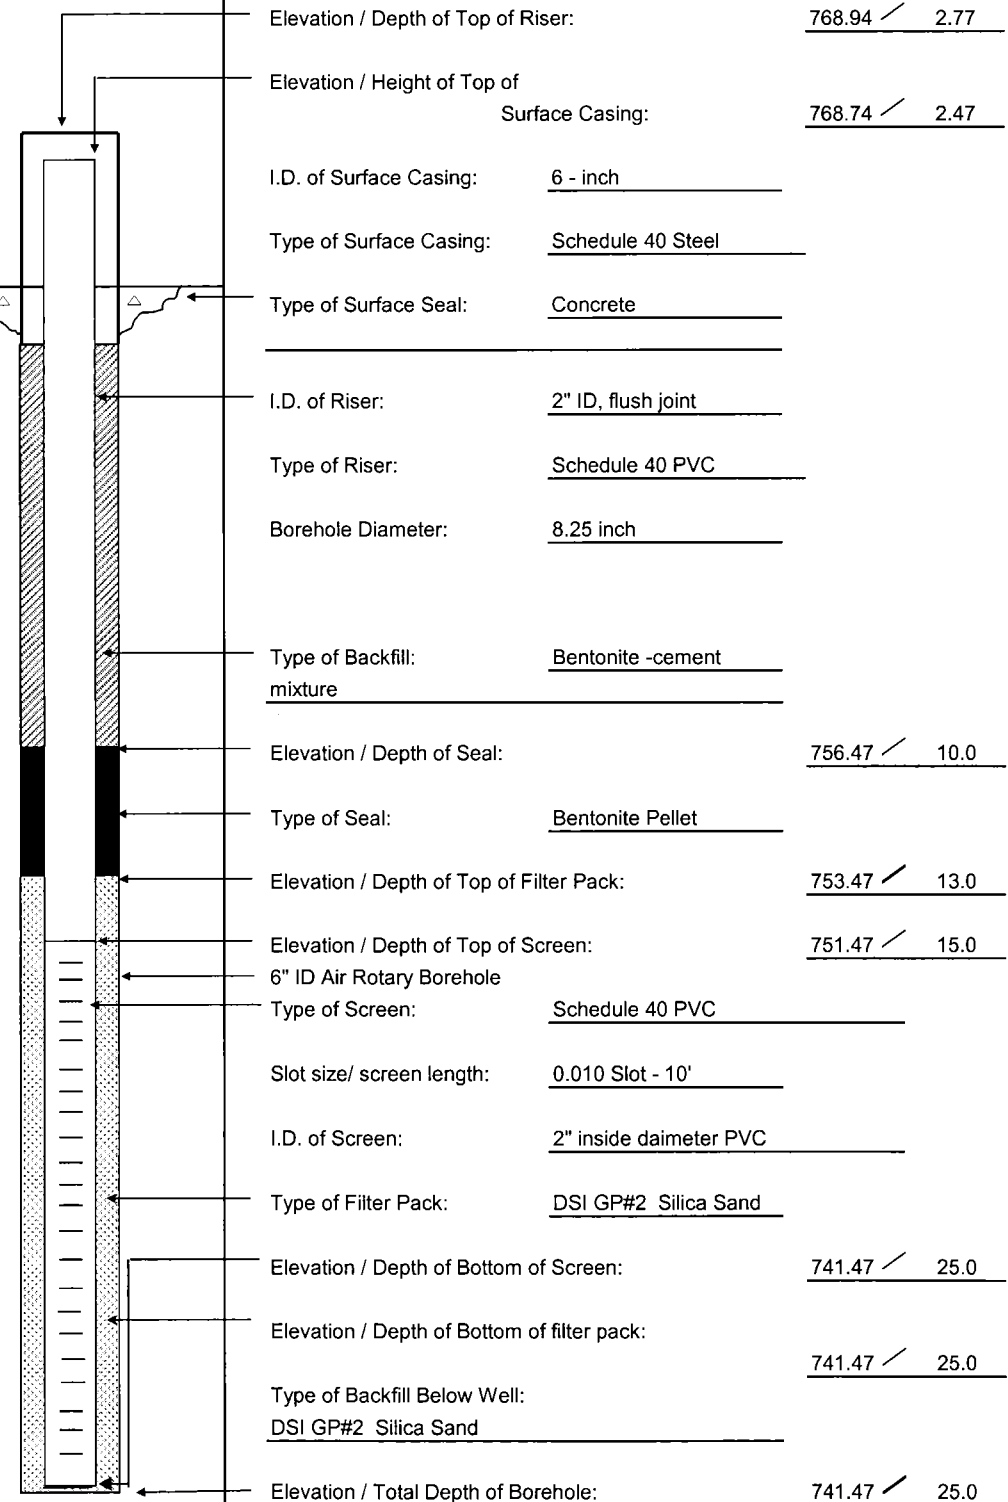 Elevation / Depth of Top of Riser: 768.94 / 2.77
Elevation / Height of Top of
Surface Casing: 768.74 / 2.47
I.D. of Surface Casing: 6 - inch
Type of Surface Casing: Schedule 40 Steel
Type of Surface Seal: Concrete
I.D. of Riser: 2" ID, flush joint
Type of Riser: Schedule 40 PVC
Borehole Diameter: 8.25 inch
Type of Backfill: Bentonite -cement
mixture
Elevation / Depth of Seal: 756.47 / 10.0
Type of Seal: Bentonite Pellet
Elevation / Depth of Top of Filter Pack: 753.47 / 13.0
Elevation / Depth of Top of Screen: 751.47 / 15.0
6" ID Air Rotary Borehole
Type of Screen: Schedule 40 PVC
Slot size/ screen length: 0.010 Slot - 10'
I.D. of Screen: 2" inside daimeter PVC
Type of Filter Pack: DSI GP#2 Silica Sand
Elevation / Depth of Bottom of Screen: 741.47 / 25.0
Elevation / Depth of Bottom of filter pack:
741.47 / 25.0
Type of Backfill Below Well:
DSI GP#2 Silica Sand
Elevation / Total Depth of Borehole: 741.47 / 25.0